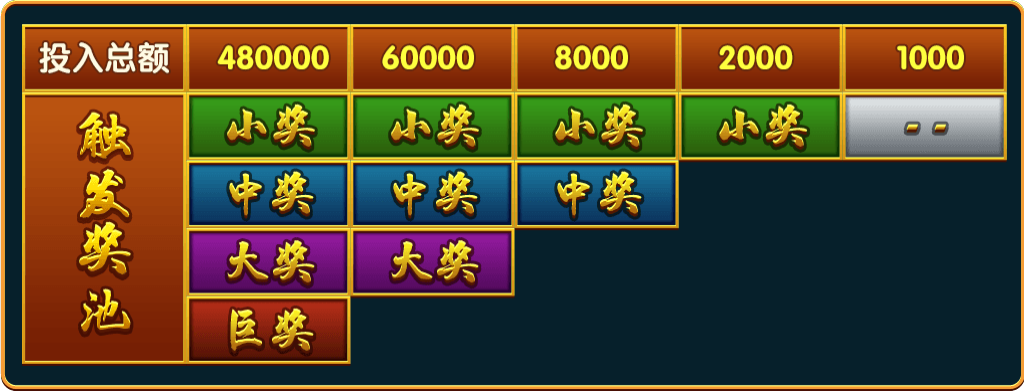 投入总额 480000 60000 8000 2000 1000
触发奖池
小奖 小奖 小奖 小奖 --
中奖 中奖 中奖
大奖 大奖
巨奖